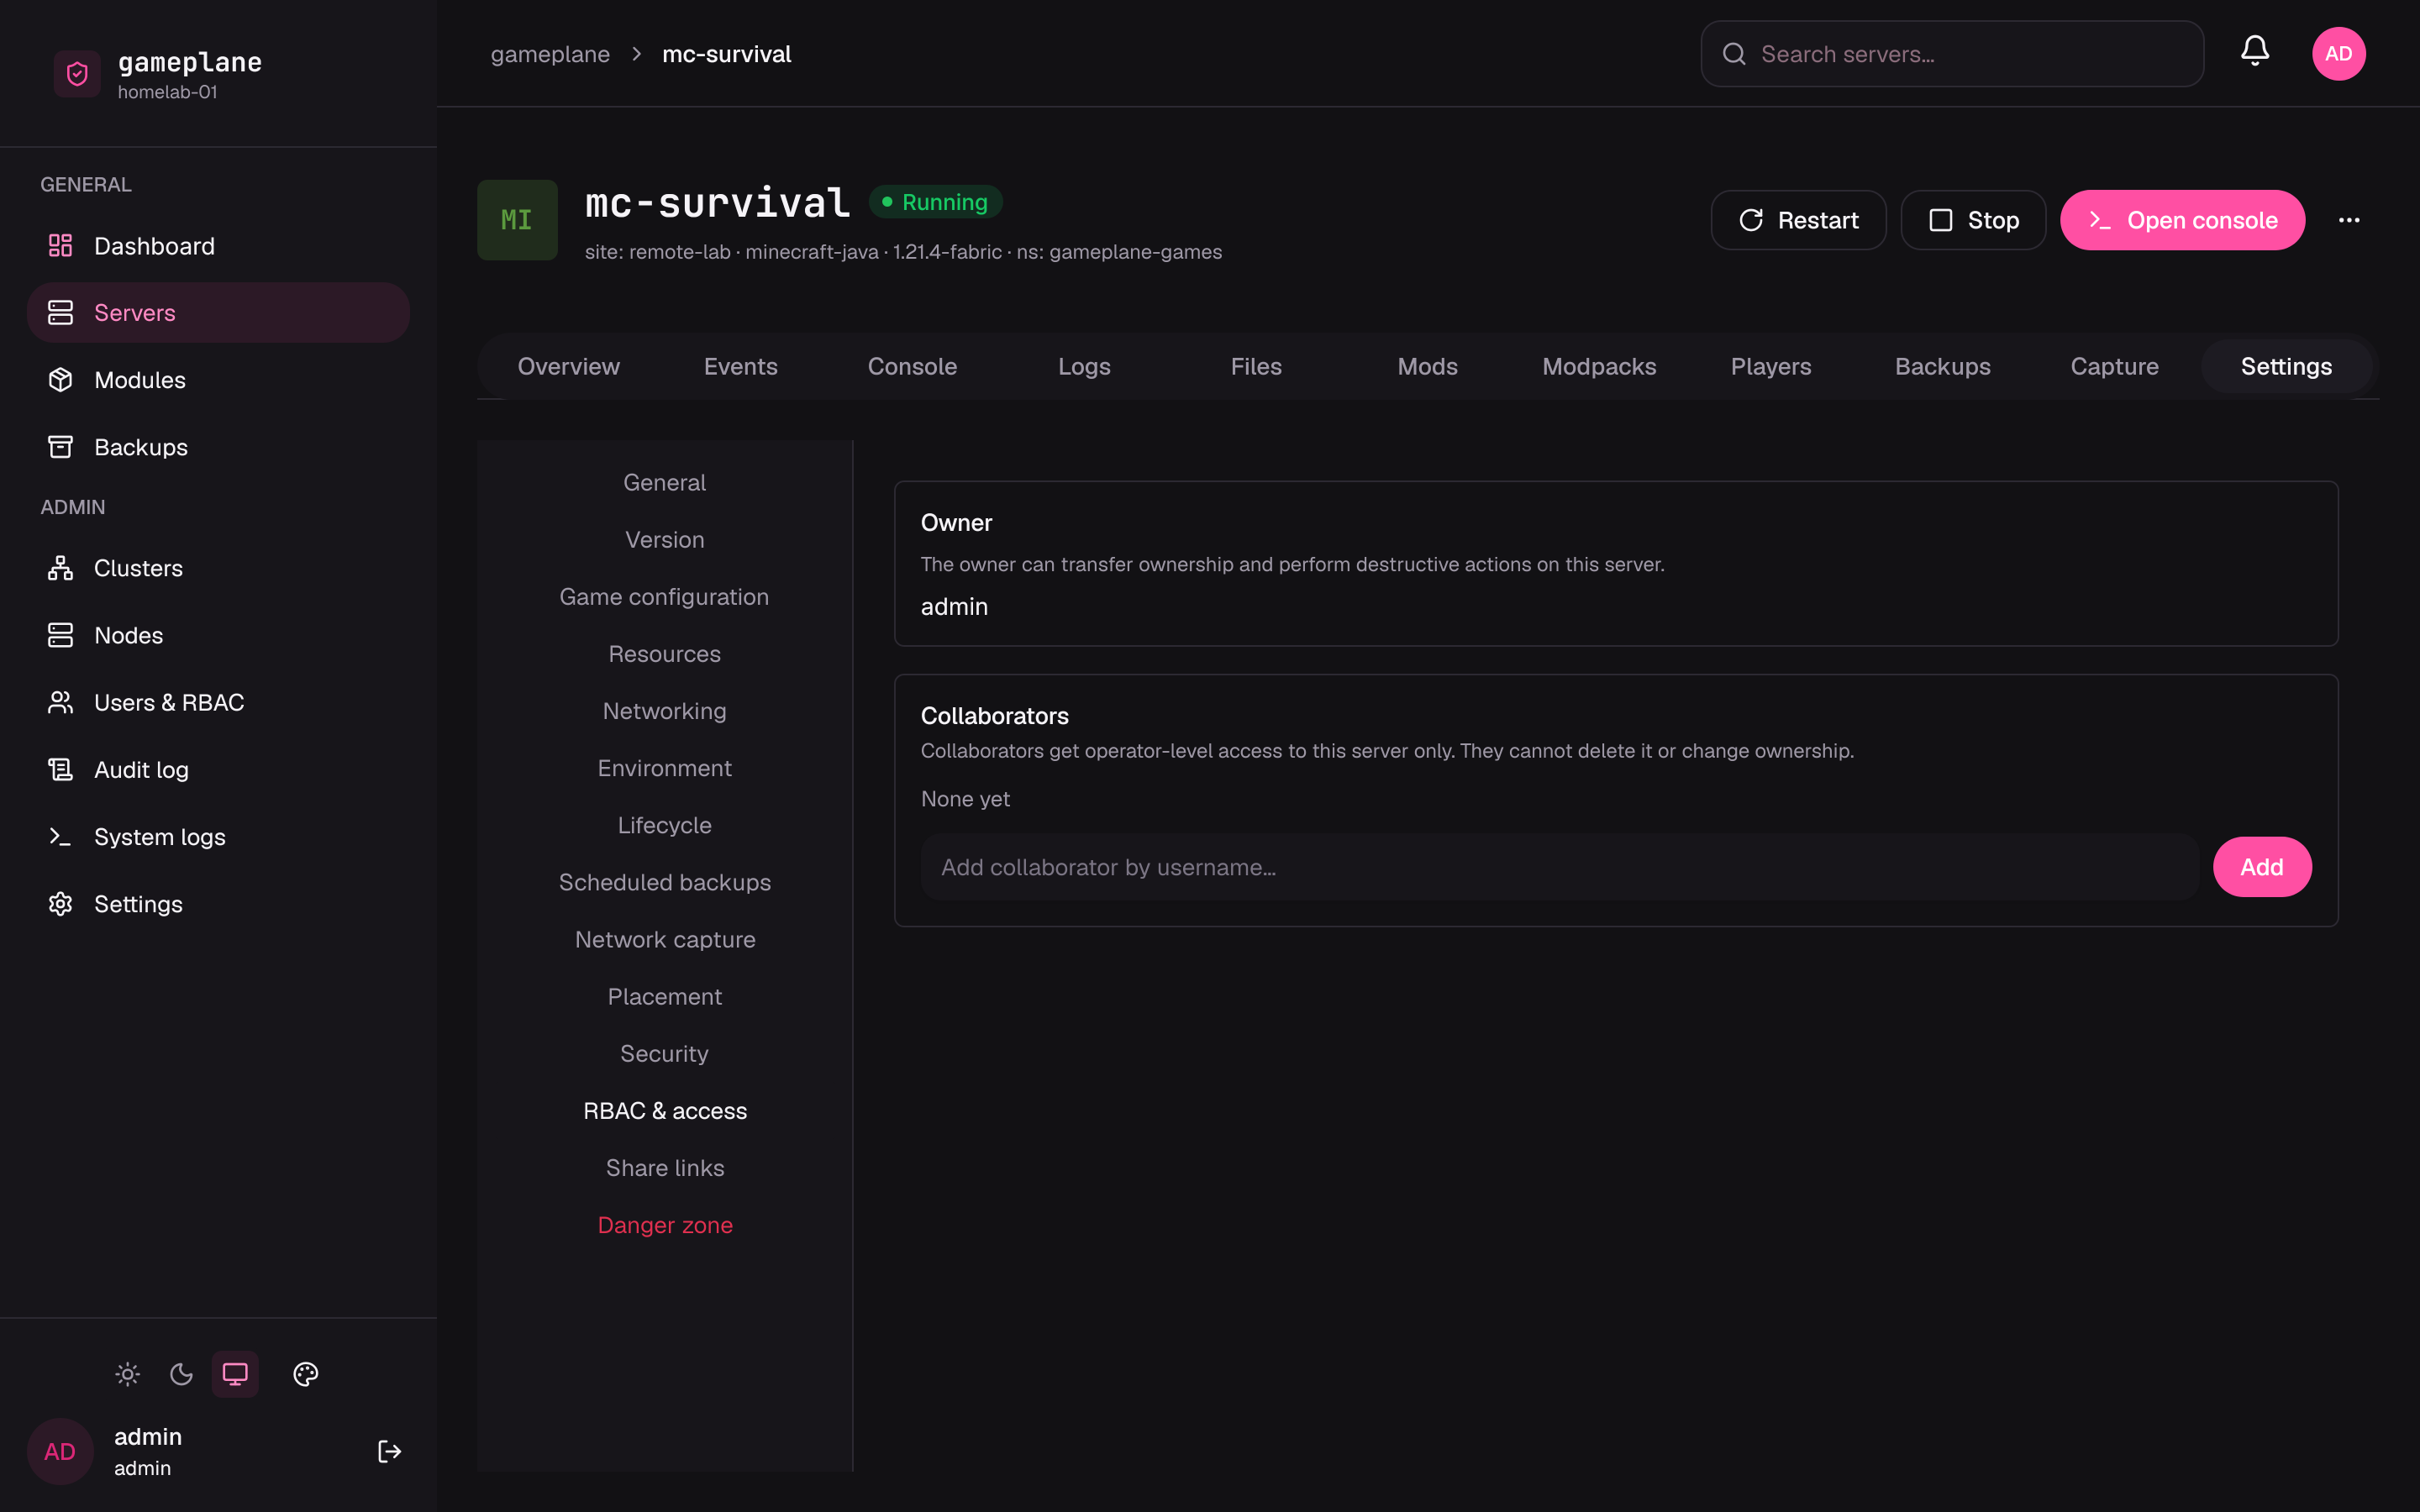 gameplane
homelab-01
GENERAL
Dashboard
Servers
Modules
Backups
ADMIN
Clusters
Nodes
Users & RBAC
Audit log
System logs
Settings
AD
admin
admin
gameplane
mc-survival
Search servers...
AD
MI
mc-survival
Running
site: remote-lab · minecraft-java · 1.21.4-fabric · ns: gameplane-games
Restart
Stop
Open console
Overview
Events
Console
Logs
Files
Mods
Modpacks
Players
Backups
Capture
Settings
General
Version
Game configuration
Resources
Networking
Environment
Lifecycle
Scheduled backups
Network capture
Placement
Security
RBAC & access
Share links
Danger zone
Owner
The owner can transfer ownership and perform destructive actions on this server.
admin
Collaborators
Collaborators get operator-level access to this server only. They cannot delete it or change ownership.
None yet
Add collaborator by username...
Add